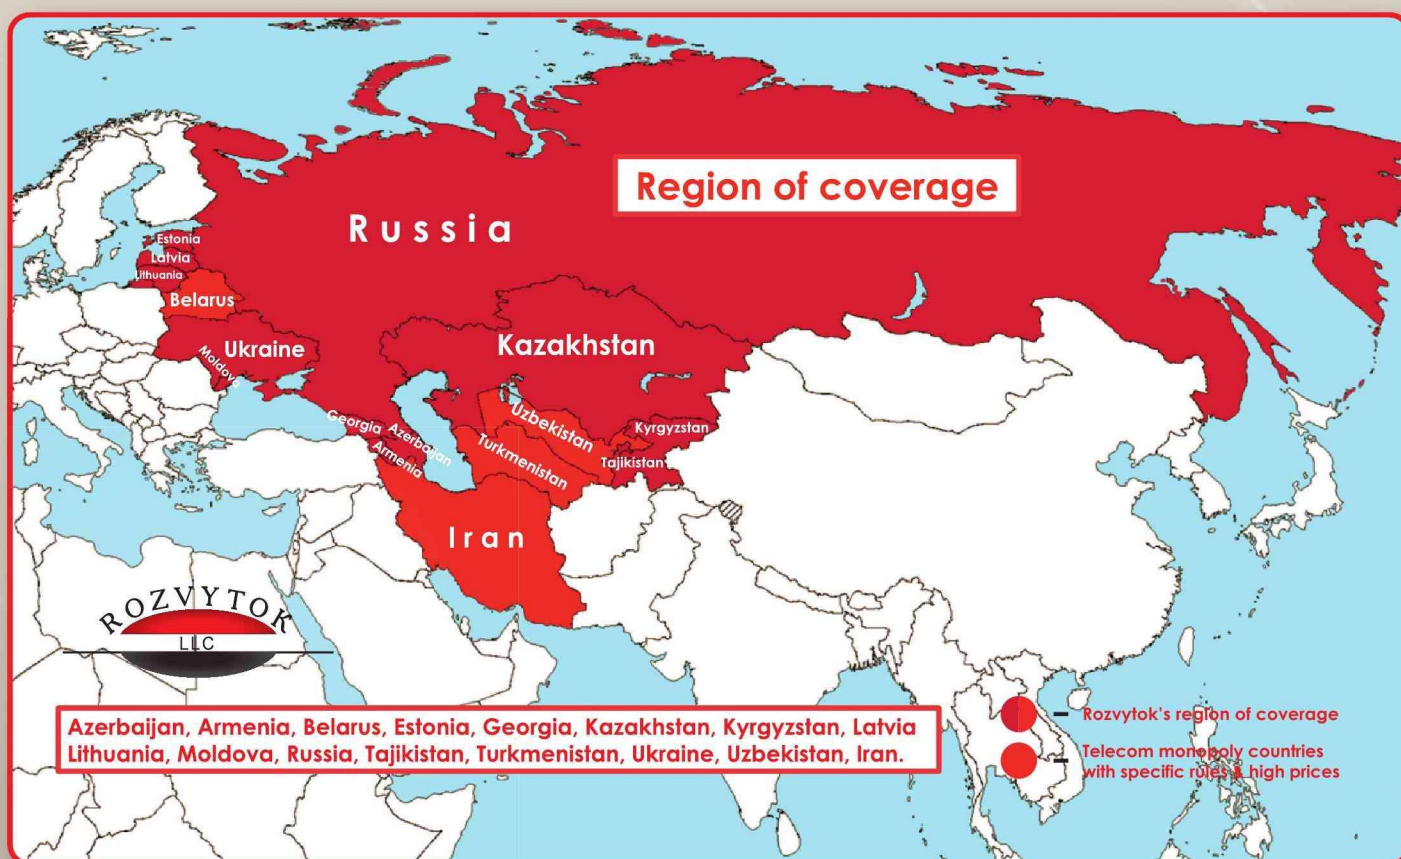 Region of coverage
Russia
Estonia
Latvia
Lithuania
Belarus
Ukraine
Moldova
Kazakhstan
Georgia
Azerbaijan
Armenia
Uzbekistan
Turkmenistan
Kyrgyzstan
Tajikistan
Iran
ROZVYTOK
LLC
Azerbaijan, Armenia, Belarus, Estonia, Georgia, Kazakhstan, Kyrgyzstan, Latvia
Lithuania, Moldova, Russia, Tajikistan, Turkmenistan, Ukraine, Uzbekistan, Iran.
Rozvytok's region of coverage
Telecom monopoly countries
with specific rules & high prices